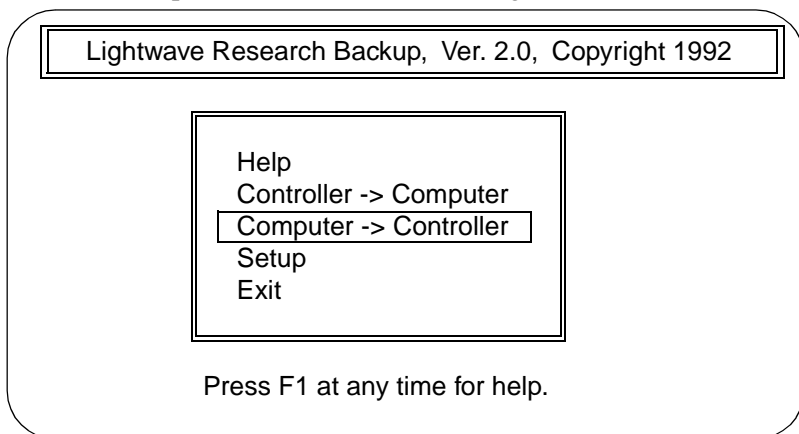 Lightwave Research Backup, Ver. 2.0, Copyright 1992
Help
Controller -> Computer
Computer -> Controller
Setup
Exit
Press F1 at any time for help.